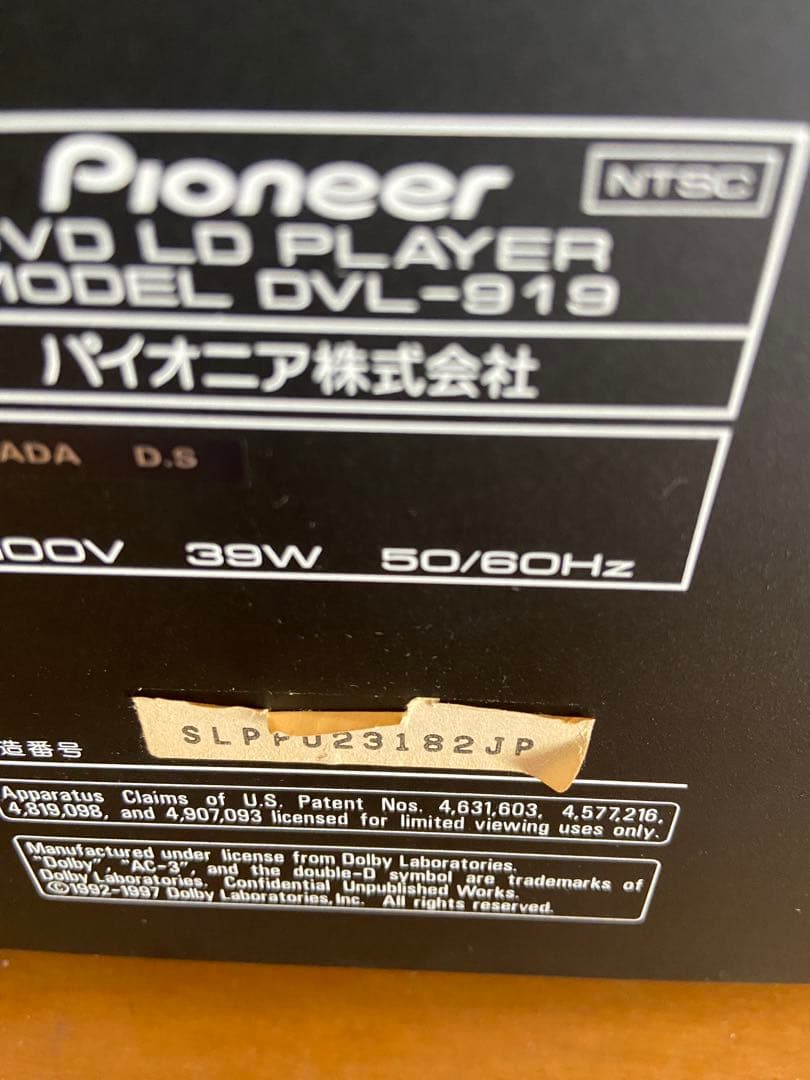 Pioneer
NTSC
VD LD PLAYER
MODEL DVL-919
パイオニア株式会社
ADA D.S
100V 39W 50/60Hz
造番号
Apparatus Claims of U.S. Patent Nos. 4,631,603, 4,577,216,
4,819,098, and 4,907,093 licensed for limited viewing uses only.
Manufactured under license from Dolby Laboratories.
"Dolby", "AC-3", and the double-D symbol are trademarks of
Dolby Laboratories. Confidential Unpublished Works.
©1992-1997 Dolby Laboratories, Inc. All rights reserved.